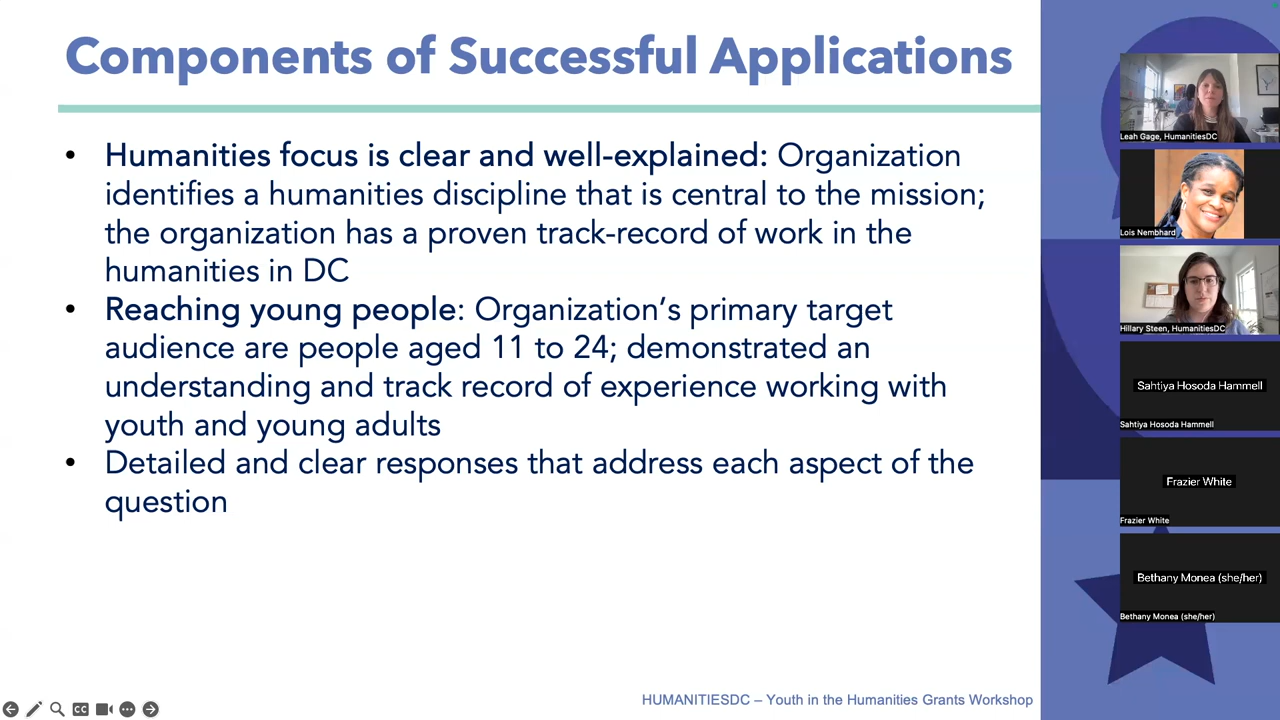 Components of Successful Applications
• Humanities focus is clear and well-explained: Organization
identifies a humanities discipline that is central to the mission;
the organization has a proven track-record of work in the
humanities in DC
• Reaching young people: Organization's primary target
audience are people aged 11 to 24; demonstrated an
understanding and track record of experience working with
youth and young adults
• Detailed and clear responses that address each aspect of the
question
HUMANITIESDC – Youth in the Humanities Grants Workshop
CC
Leah Gage, HumanitiesDC
Lois Nembhard
Hillary Steen, HumanitiesDC
Sahtiya Hosoda Hammell
Sahtiya Hosoda Hammell
Frazier White
Frazier White
Bethany Monea (she/her)
Bethany Monea (she/her)